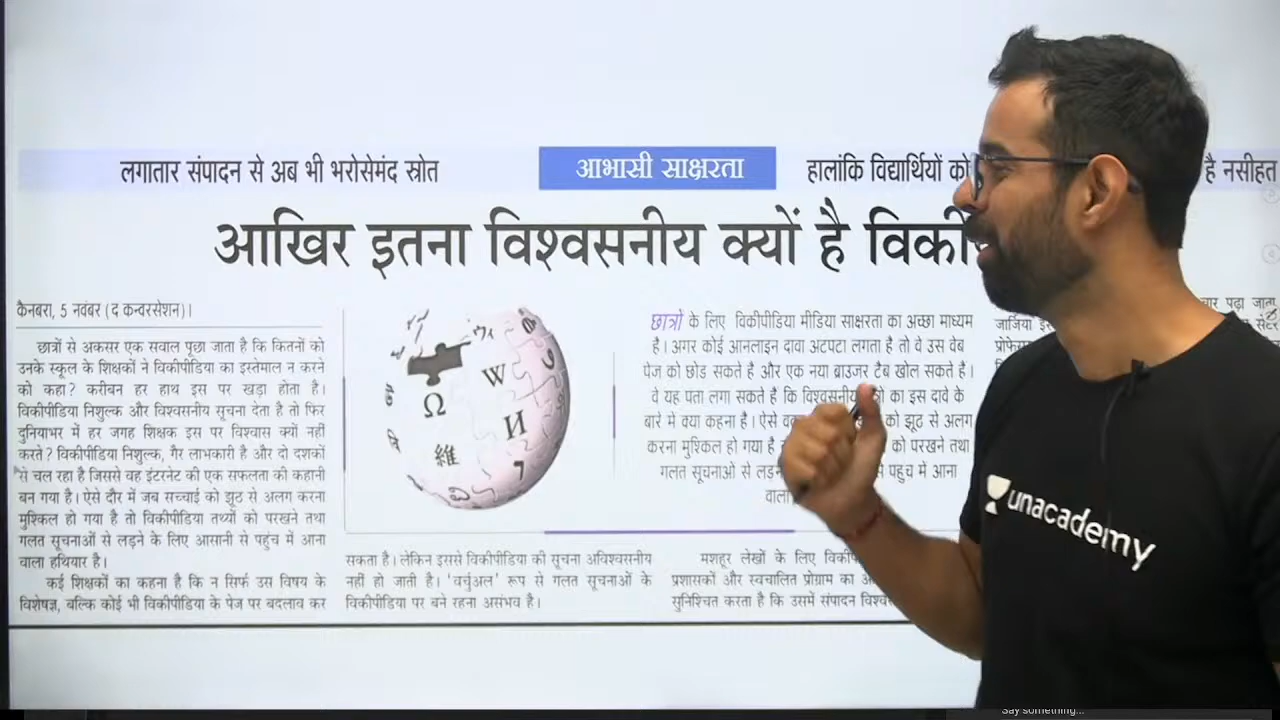 लगातार संपादन से अब भी भरोसेमंद स्रोत
आभासी साक्षरता
हालांकि विद्यार्थियों को
है नसीहत
आखिर इतना विश्वसनीय क्यों है
कैनबरा, 5 नवंबर (द कन्वरसेशन)।
छात्रों से अकसर एक सवाल पूछा जाता है कि कितनों को
उनके स्कूल के शिक्षकों ने विकीपीडिया का इस्तेमाल न करने
को कहा? करीबन हर हाथ इस पर खड़ा होता है।
विकीपीडिया निशुल्क और विश्वसनीय सूचना देता है तो फिर
दुनियाभर में हर जगह शिक्षक इस पर विश्वास क्यों नहीं
करते? विकीपीडिया निशुल्क, गैर लाभकारी है और दो दशकों
से चल रहा है जिससे वह इंटरनेट की एक सफलता की कहानी
बन गया है। ऐसे दौर में जब सच्चाई को झूठ से अलग करना
मुश्किल हो गया है तो विकीपीडिया तथ्यों को परखने तथा
गलत सूचनाओं से लड़ने के लिए आसानी से पहुंच में आना
वाला हथियार है।
कई शिक्षकों का कहना है कि न सिर्फ उस विषय के
विशेषज्ञ, बल्कि कोई भी विकीपीडिया के पेज पर बदलाव कर
Ω
W
И
維
7
सकता है। लेकिन इससे विकीपीडिया की सूचना अविश्वसनीय
नहीं हो जाती है। 'वर्चुअल' रूप से गलत सूचनाओं के
विकीपीडिया पर बने रहना असंभव है।
छात्रों के लिए विकीपीडिया मीडिया साक्षरता का अच्छा माध्यम
है। अगर कोई आनलाइन दावा अटपटा लगता है तो वे उस वेब
पेज को छोड सकते है और एक नया ब्राउजर टैब खोल सकते है।
वे यह पता लगा सकते है कि विश्वसनीय का इस दावे के
बारे में क्या कहना है। ऐसे को झूठ से अलग
करना मुश्किल हो गया है को परखने तथा
गलत सूचनाओं से पहुंच में आना
मशहूर लेखों के लिए
प्रशासकों और स्वचालित प्रोग्राम का
सुनिश्चित करता है कि उसमें संपादन
पढ़ा जाता
unacademy
Say something...